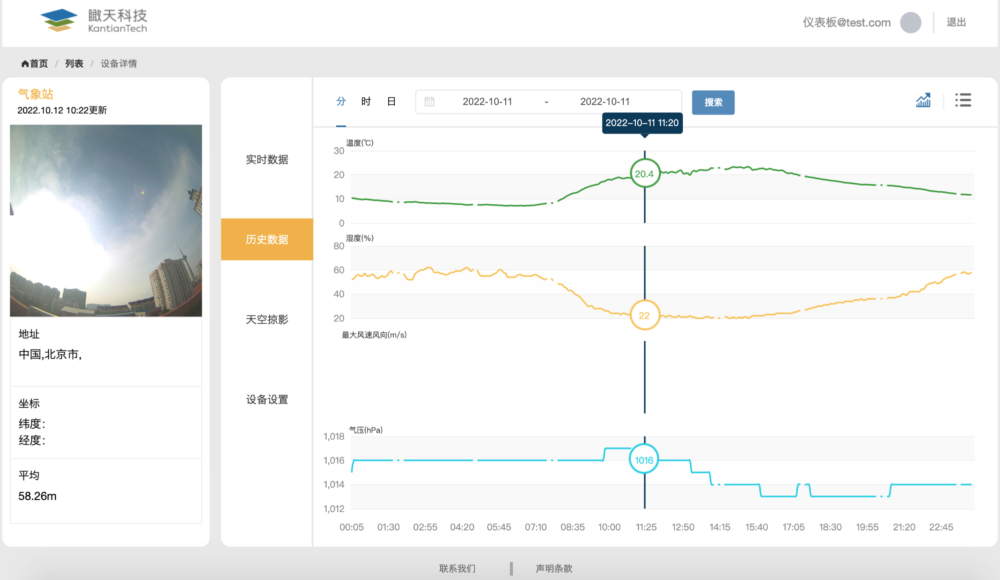 瞰天科技
KantianTech
仪表板@test.com
退出
首页 / 列表 / 设备详情
气象站
2022.10.12 10:22更新
地址
中国,北京市,
坐标
纬度:
经度:
平均
58.26m
实时数据
历史数据
天空掠影
设备设置
分 时 日
2022-10-11 - 2022-10-11
搜索
2022-10-11 11:20
温度(℃)
30
20
10
0
20.4
湿度(%)
80
60
40
20
22
最大风速风向(m/s)
气压(hPa)
1,018
1,016
1,014
1,012
1016
00:05 01:30 02:55 04:20 05:45 07:10 08:35 10:00 11:25 12:50 14:15 15:40 17:05 18:30 19:55 21:20 22:45
联系我们
声明条款